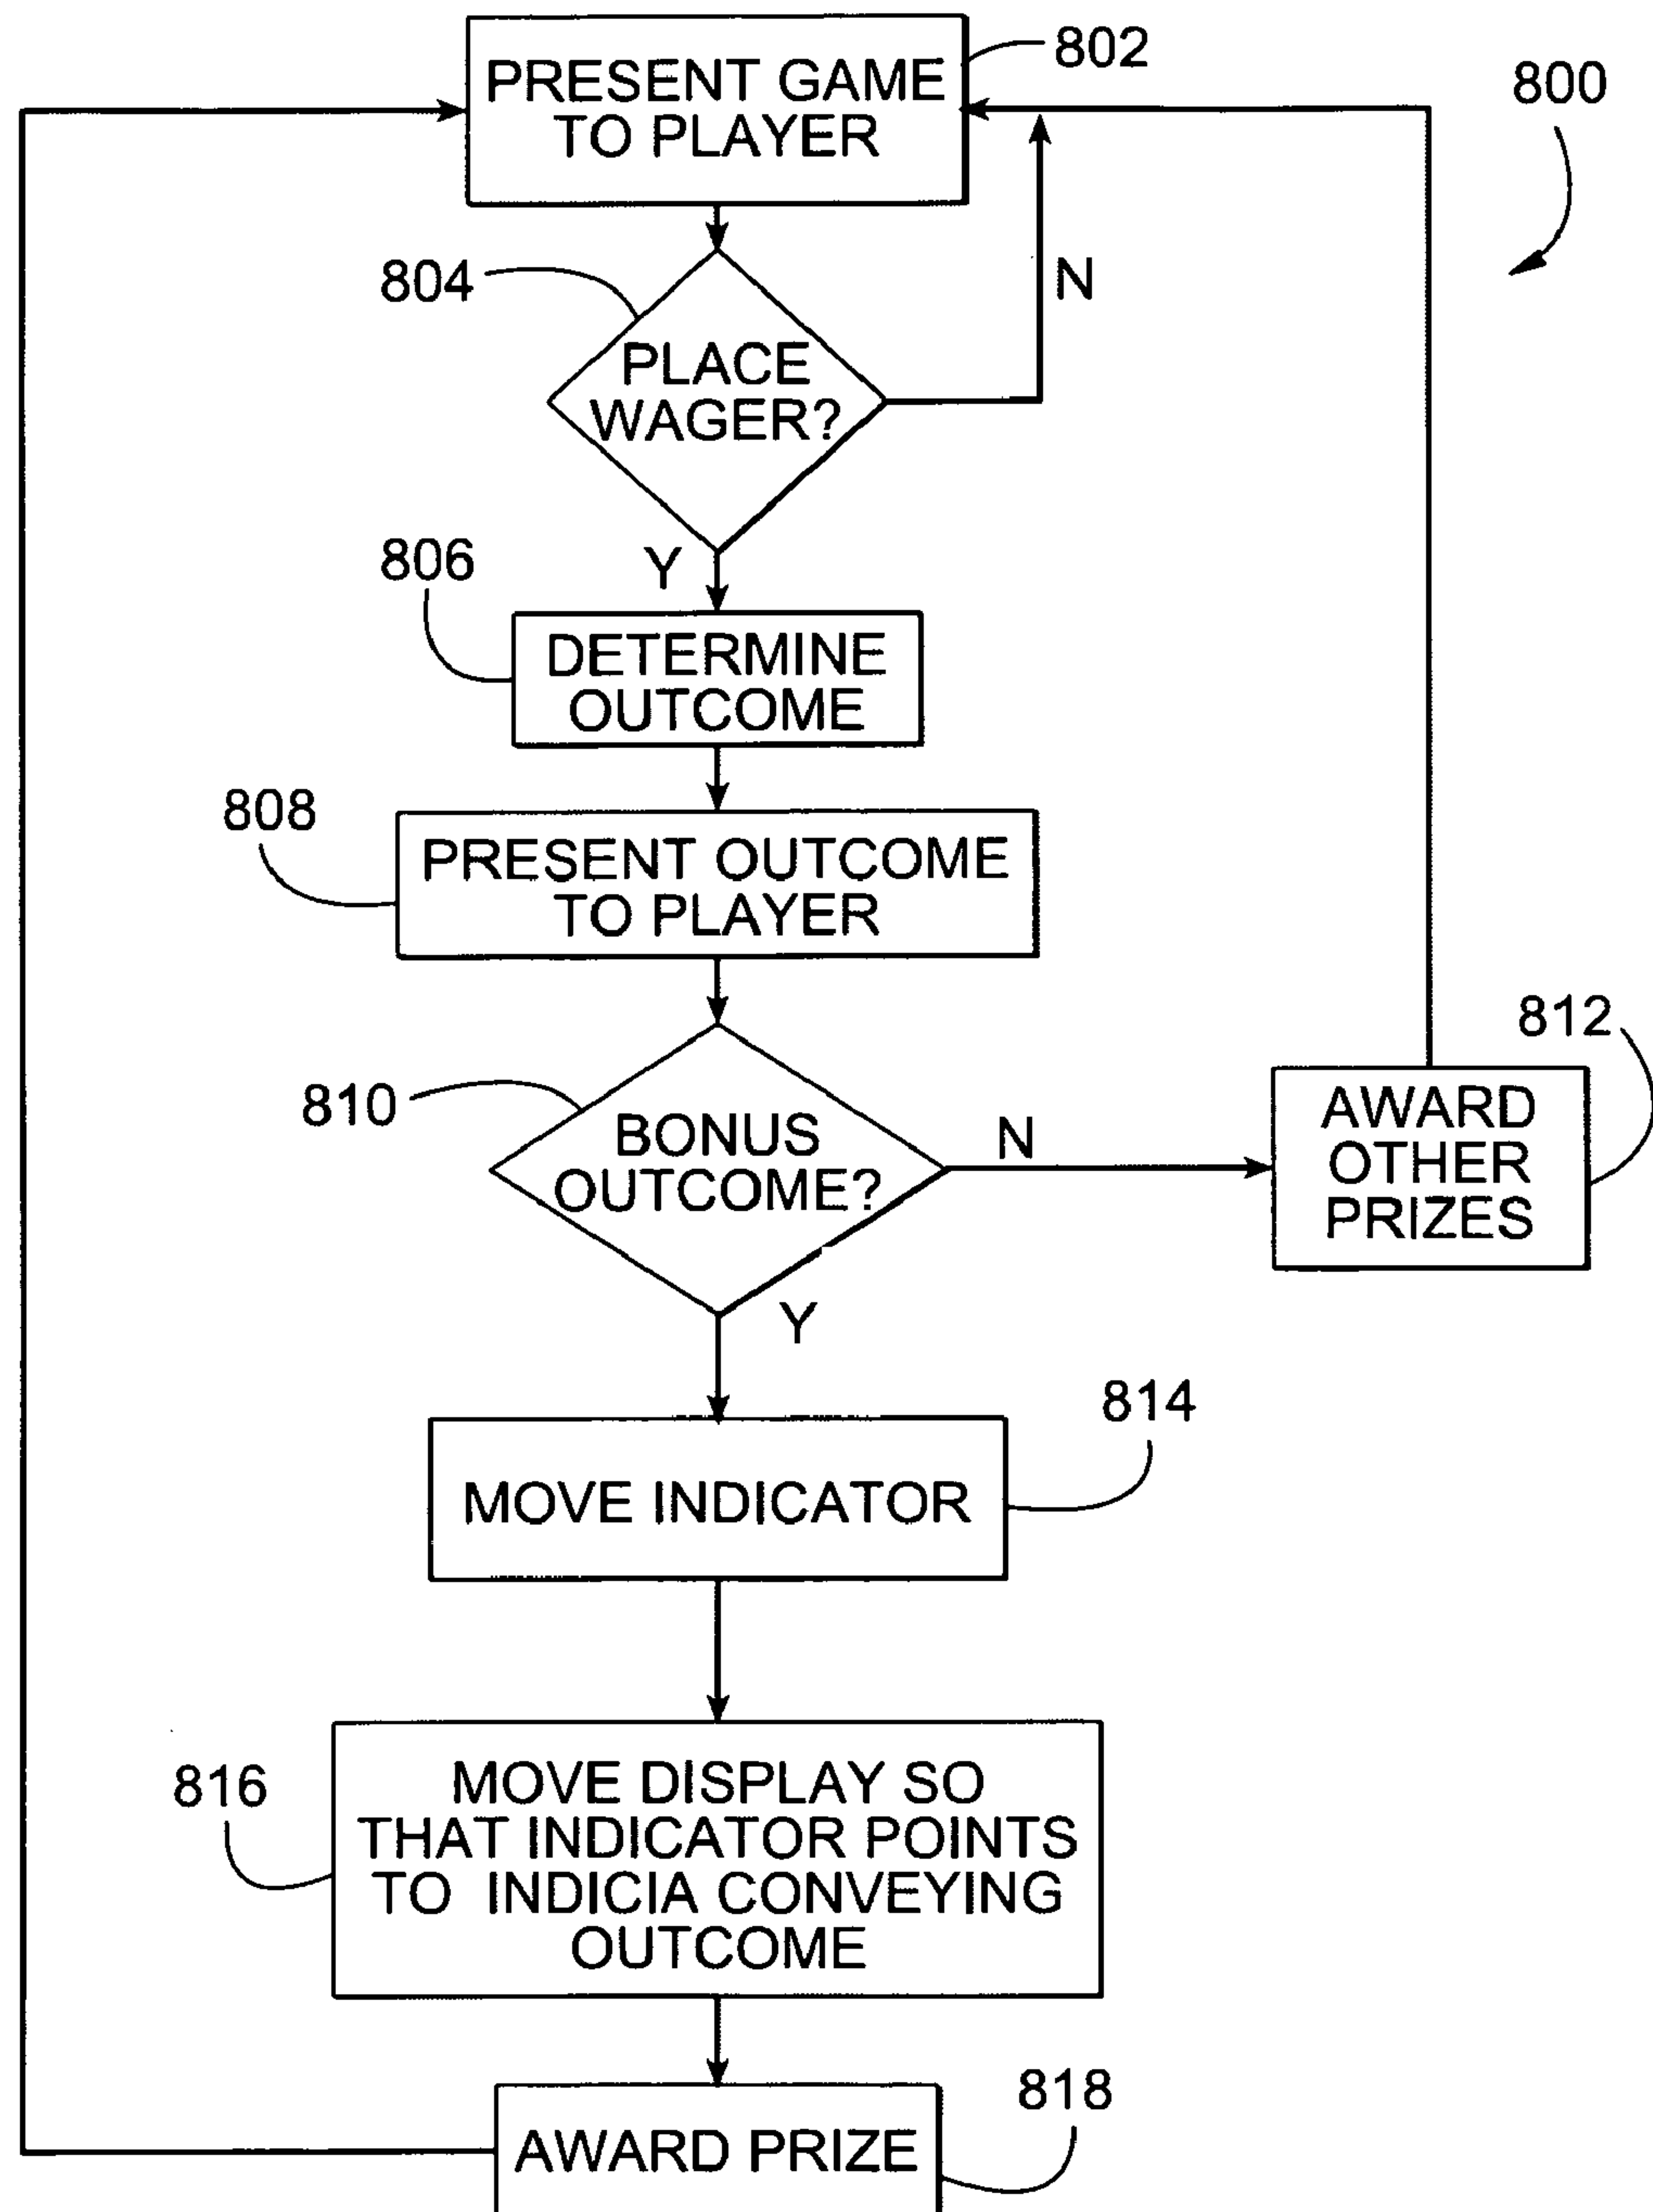 PRESENT GAME
TO PLAYER
802
800
804
PLACE
WAGER?
N
Y
806
DETERMINE
OUTCOME
808
PRESENT OUTCOME
TO PLAYER
810
BONUS
OUTCOME?
N
812
AWARD
OTHER
PRIZES
Y
814
MOVE INDICATOR
816
MOVE DISPLAY SO
THAT INDICATOR POINTS
TO INDICIA CONVEYING
OUTCOME
818
AWARD PRIZE